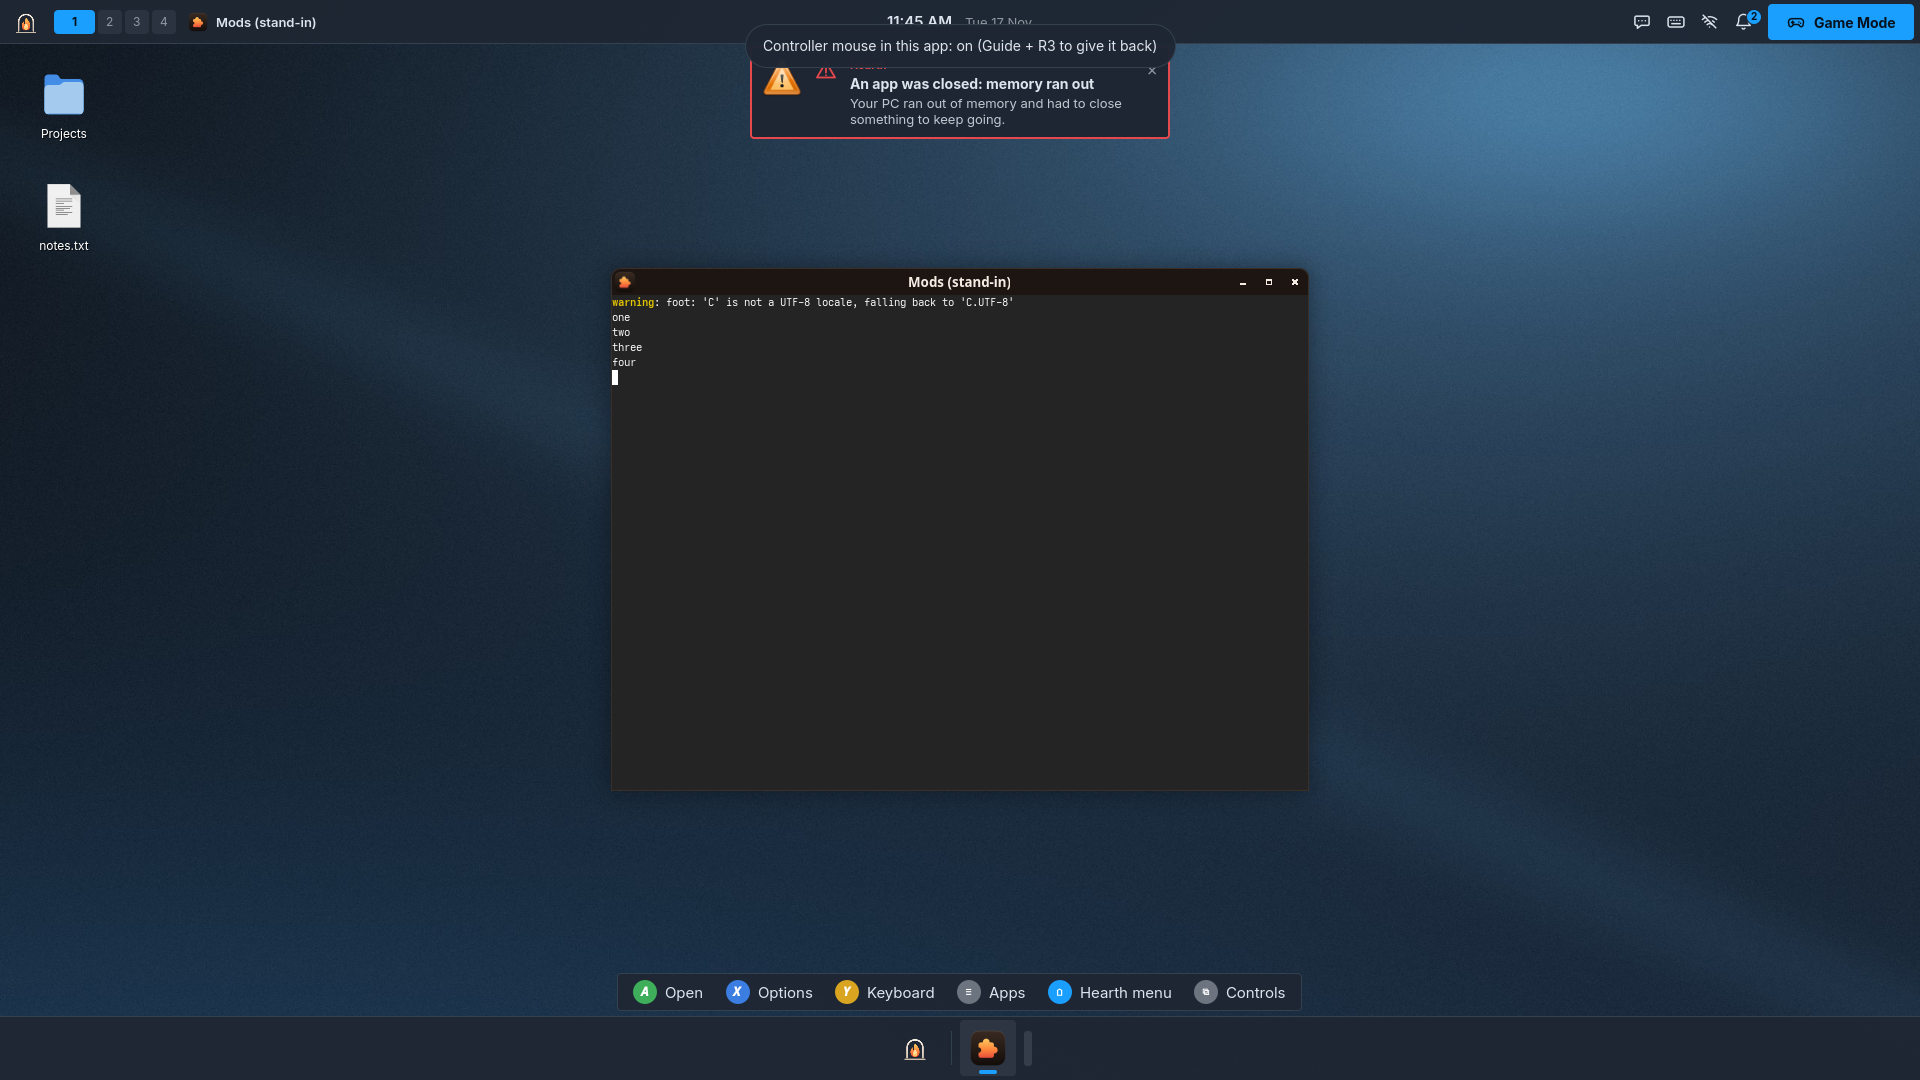 1 2 3 4 Mods (stand-in)
11:45 AM Tue 17 Nov
2
Game Mode
Controller mouse in this app: on (Guide + R3 to give it back)
An app was closed: memory ran out
Your PC ran out of memory and had to close
something to keep going.
Projects
notes.txt
Mods (stand-in)
warning: foot: 'C' is not a UTF-8 locale, falling back to 'C.UTF-8'
one
two
three
four
A Open X Options Y Keyboard Apps Hearth menu Controls